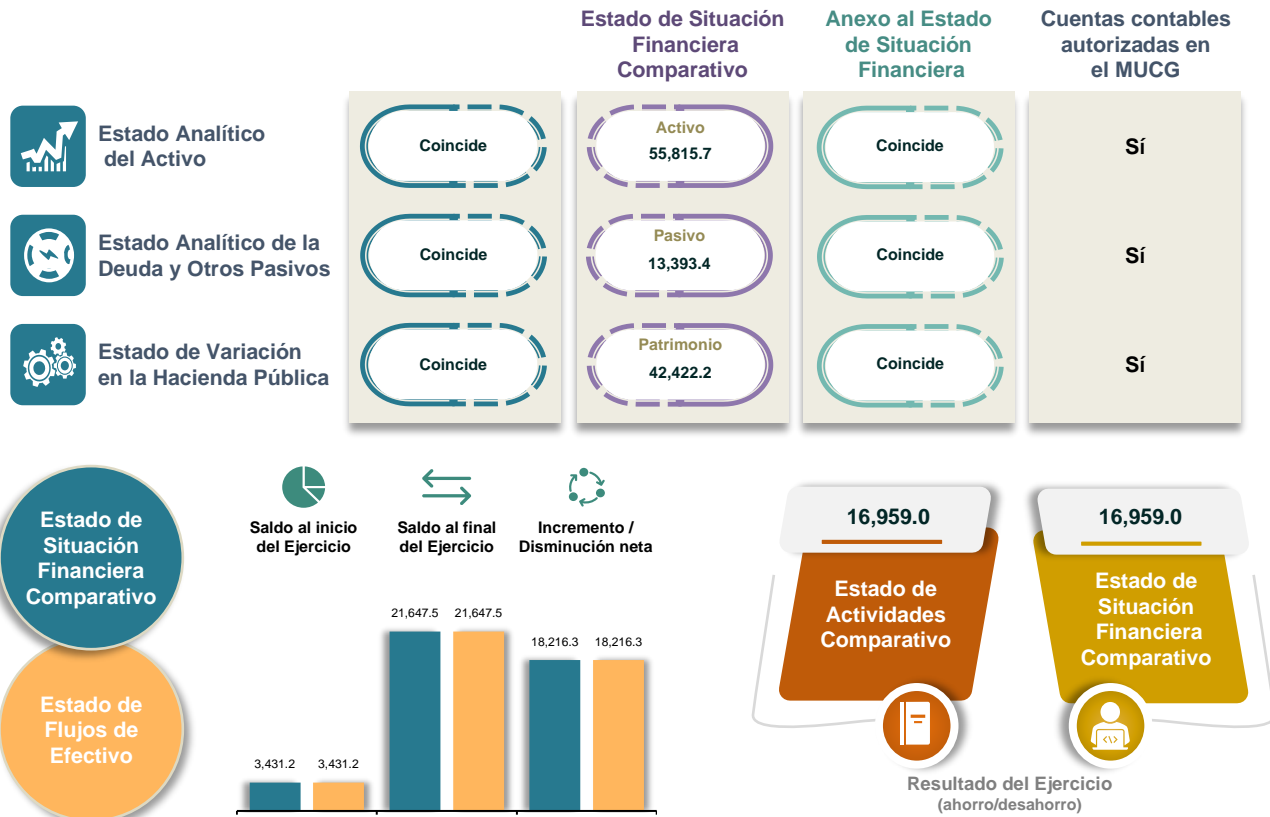 Estado de Situación
Financiera
Comparativo
Anexo al Estado
de Situación
Financiera
Cuentas contables
autorizadas en
el MUCG
Estado Analítico
del Activo
Coincide
Activo
55,815.7
Coincide
Sí
Estado Analítico de la
Deuda y Otros Pasivos
Coincide
Pasivo
13,393.4
Coincide
Sí
Estado de Variación
en la Hacienda Pública
Coincide
Patrimonio
42,422.2
Coincide
Sí
Estado de
Situación
Financiera
Comparativo
Estado de
Flujos de
Efectivo
Saldo al inicio
del Ejercicio
Saldo al final
del Ejercicio
Incremento /
Disminución neta
3,431.2
3,431.2
21,647.5
21,647.5
18,216.3
18,216.3
16,959.0
Estado de
Actividades
Comparativo
16,959.0
Estado de
Situación
Financiera
Comparativo
Resultado del Ejercicio
(ahorro/desahorro)